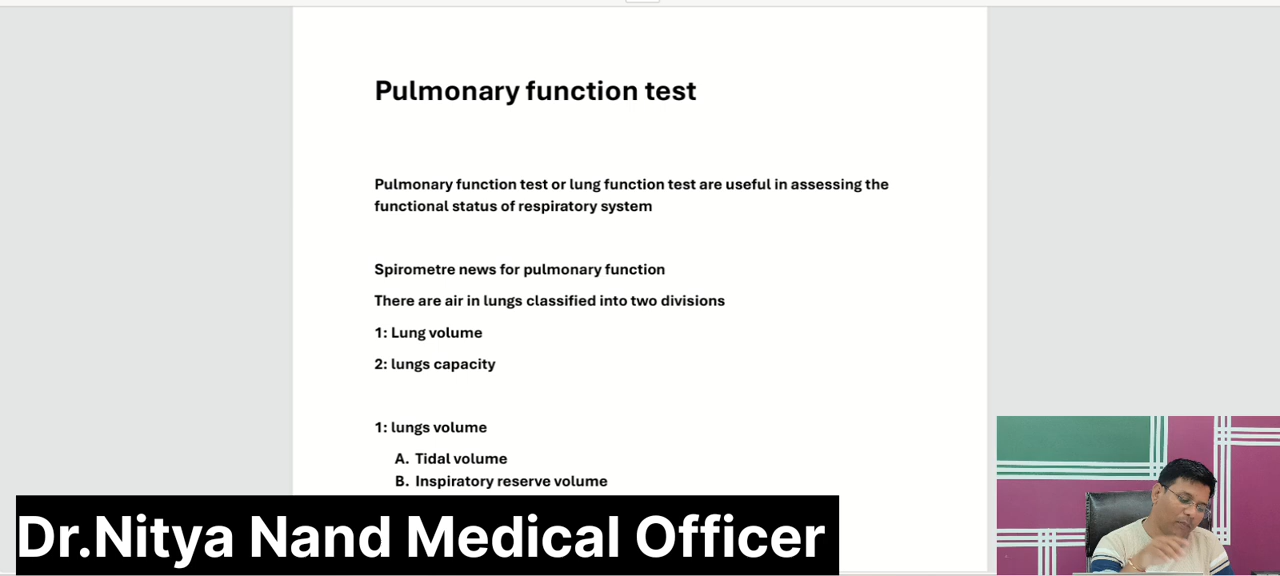 Pulmonary function test
Pulmonary function test or lung function test are useful in assessing the
functional status of respiratory system
Spirometre news for pulmonary function
There are air in lungs classified into two divisions
1: Lung volume
2: lungs capacity
1: lungs volume
A. Tidal volume
B. Inspiratory reserve volume
Dr.Nitya Nand Medical Officer